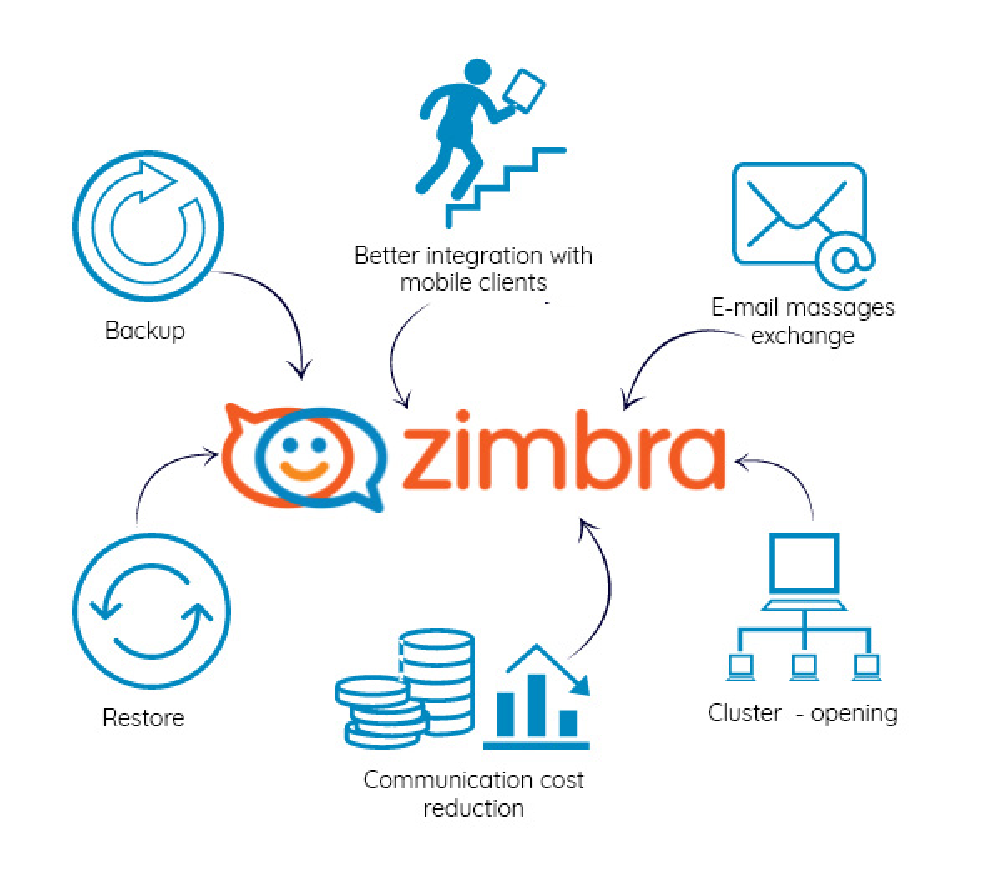 Better integration with
mobile clients
Backup
E-mail massages
exchange
zimbra
Restore
Cluster - opening
Communication cost
reduction